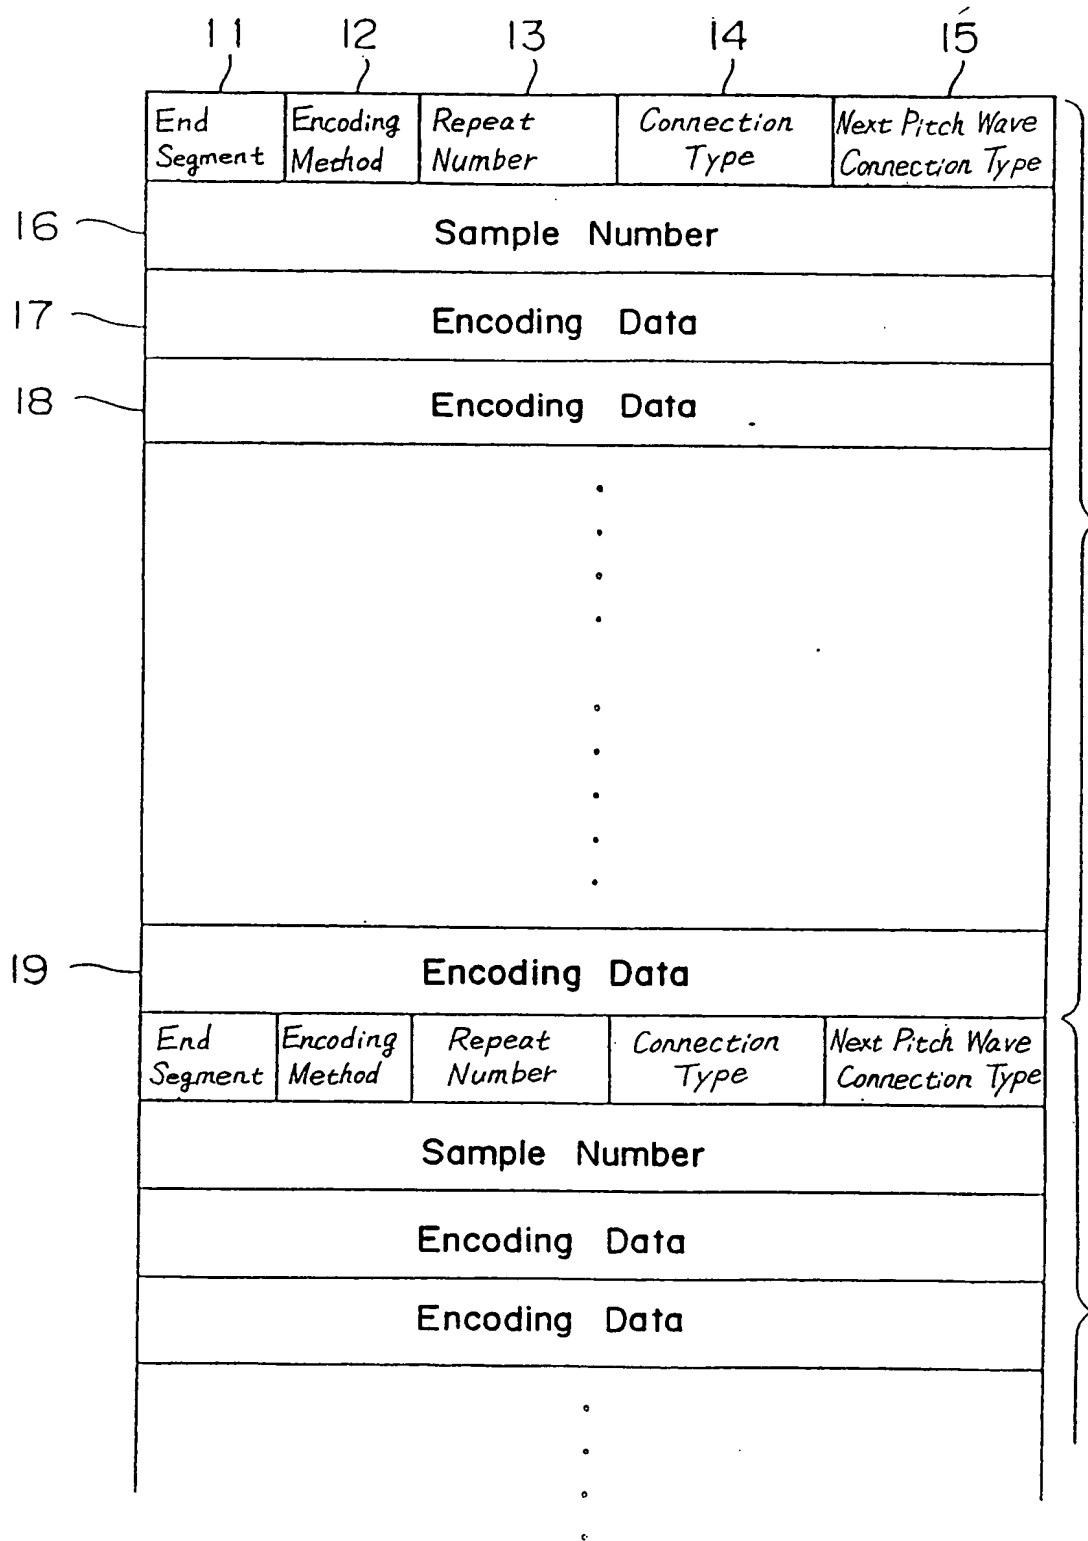 11 12 13 14 15
End Segment Encoding Method Repeat Number Connection Type Next Pitch Wave Connection Type
16 Sample Number
17 Encoding Data
18 Encoding Data
19 Encoding Data
End Segment Encoding Method Repeat Number Connection Type Next Pitch Wave Connection Type
Sample Number
Encoding Data
Encoding Data